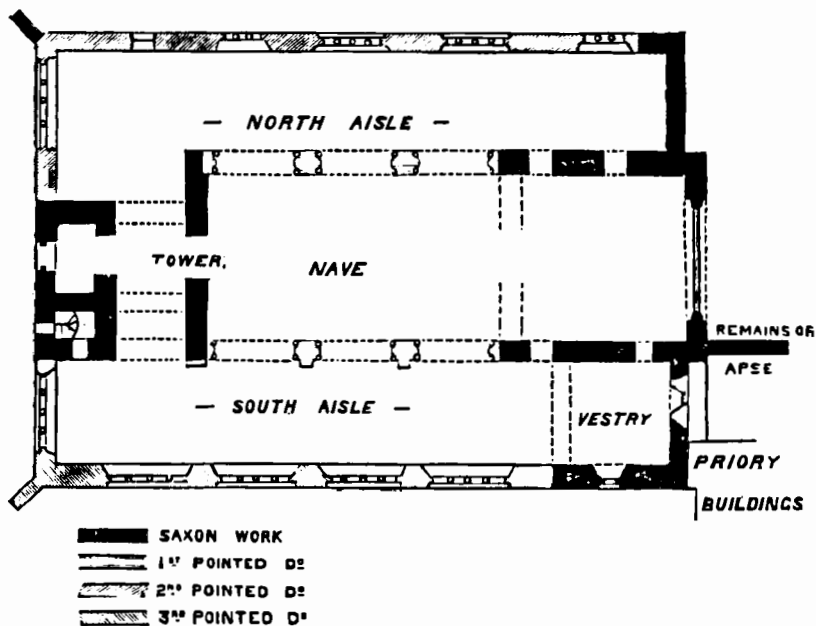 — NORTH AISLE —
TOWER.
NAVE
REMAINS OF
APSE
— SOUTH AISLE —
VESTRY
PRIORY
BUILDINGS
SAXON WORK
1ST POINTED Do
2ND POINTED Do
3RD POINTED Do